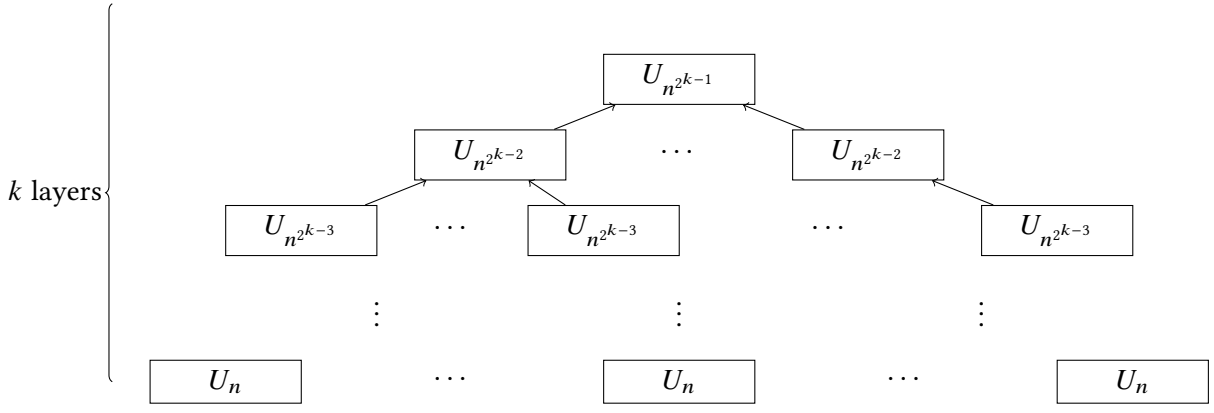 $U_{n^{2^{k-1}}}$
$U_{n^{2^{k-2}}}$ ⋯ $U_{n^{2^{k-2}}}$
k layers
$U_{n^{2^{k-3}}}$ ⋯ $U_{n^{2^{k-3}}}$ ⋯ $U_{n^{2^{k-3}}}$
⋮ ⋮ ⋮
$U_n$ ⋯ $U_n$ ⋯ $U_n$